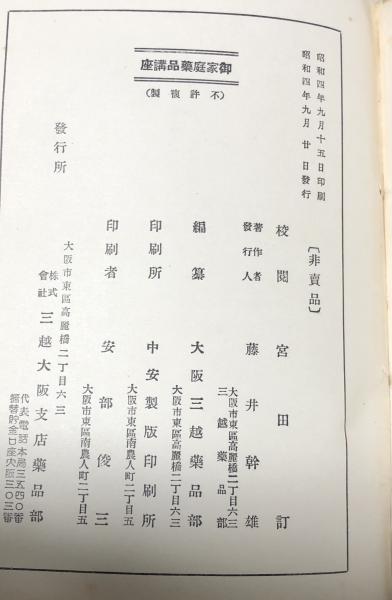 御家庭藥品講座
(不許複製)
昭和四年九月十五日印刷
昭和四年九月廿日發行
〔非賣品〕
校閲 宮田訂
著作者
發行人 藤井幹雄
大阪市東區高麗橋二丁目六三
三越藥品部
編纂 大阪三越藥品部
大阪市東區高麗橋二丁目六三
印刷所 中安製版印刷所
大阪市東區南農人町二丁目五
印刷者 安部俊三
大阪市東區南農人町二丁目五
發行所
大阪市東區高麗橋二丁目六三
株式會社 三越大阪支店藥品部
代表電話本局三五四〇番
振替貯金口座大阪三〇三番